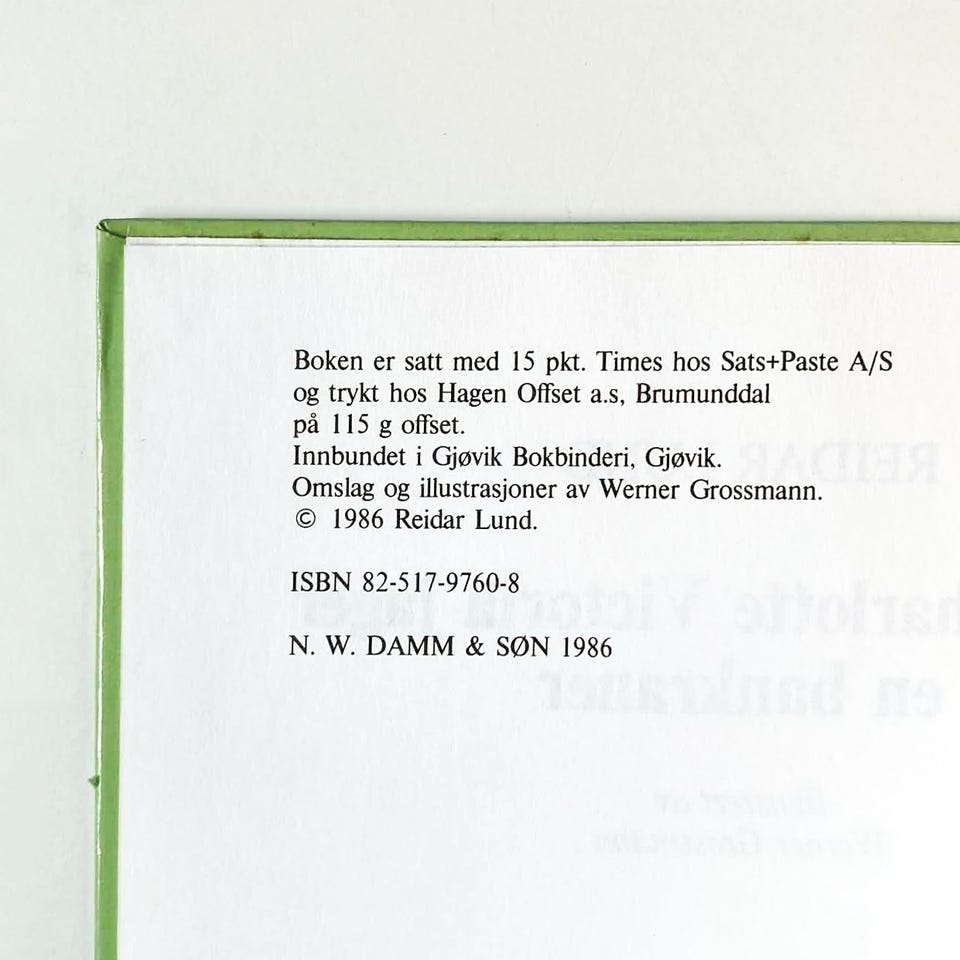 Boken er satt med 15 pkt. Times hos Sats+Paste A/S
og trykt hos Hagen Offset a.s, Brumunddal
på 115 g offset.
Innbundet i Gjøvik Bokbinderi, Gjøvik.
Omslag og illustrasjoner av Werner Grossmann.
© 1986 Reidar Lund.
ISBN 82-517-9760-8
N. W. DAMM & SØN 1986